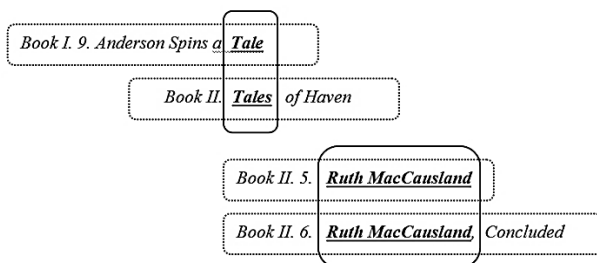 Book I. 9. Anderson Spins a Tale
Book II. Tales of Haven
Book II. 5. Ruth MacCausland
Book II. 6. Ruth MacCausland, Concluded